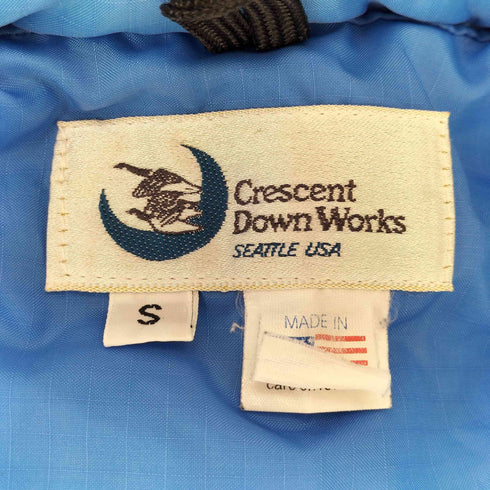 Crescent
Down Works
SEATTLE USA
S
MADE IN